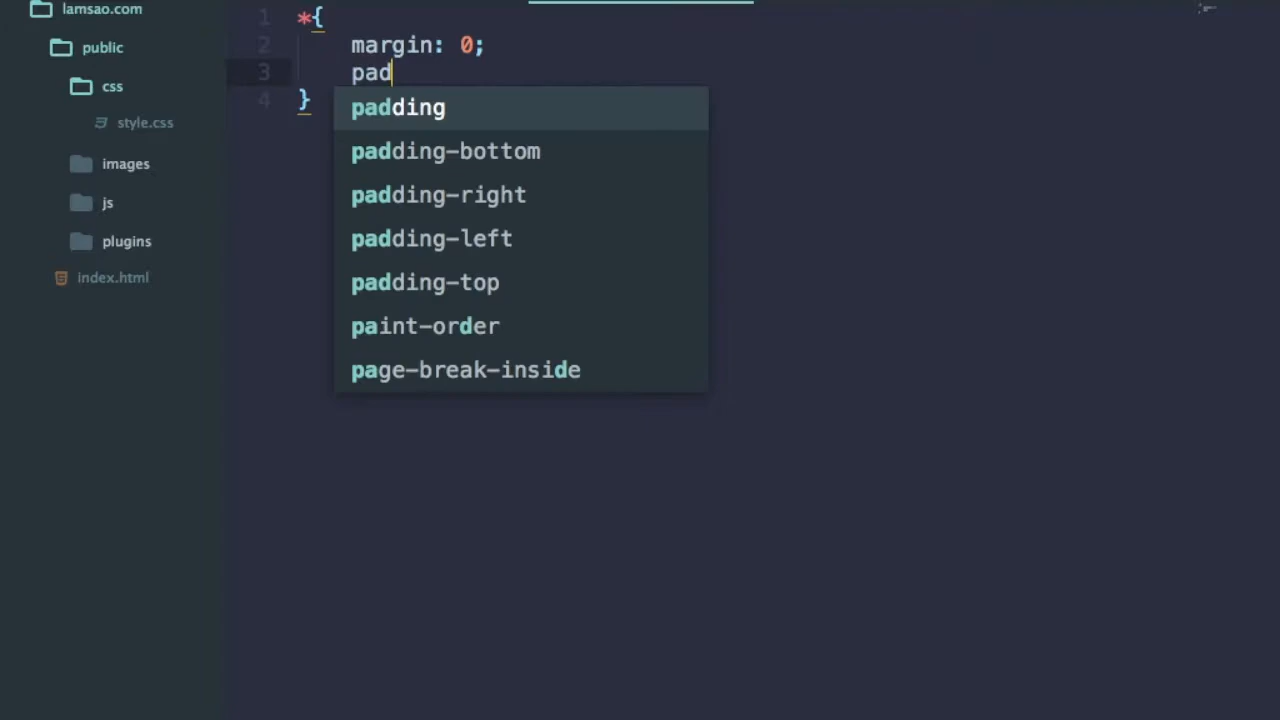 lamsao.com
public
css
style.css
images
js
plugins
index.html
1 *{
2 margin: 0;
3 pad
4 }
padding
padding-bottom
padding-right
padding-left
padding-top
paint-order
page-break-inside